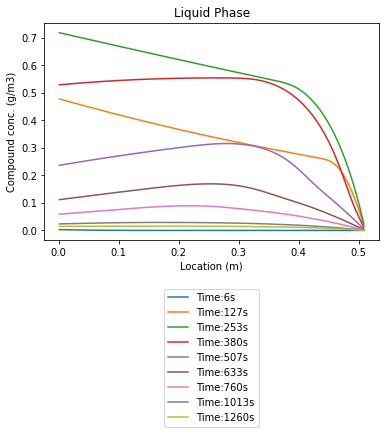 Liquid Phase
Compound conc. (g/m3)
0.7
0.6
0.5
0.4
0.3
0.2
0.1
0.0
0.0 0.1 0.2 0.3 0.4 0.5
Location (m)
Time:6s
Time:127s
Time:253s
Time:380s
Time:507s
Time:633s
Time:760s
Time:1013s
Time:1260s